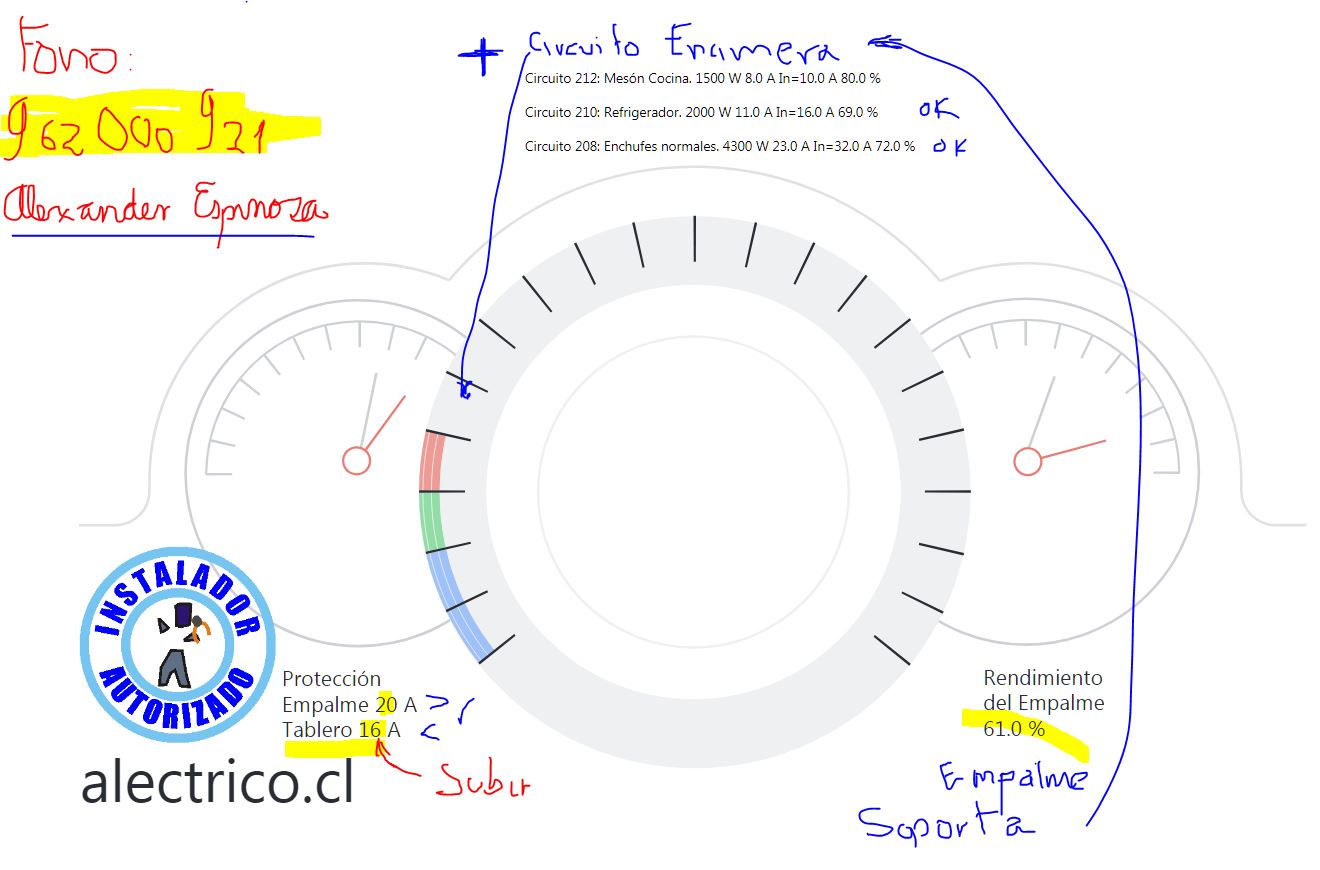 Fono:
962000921
Alexander Espinosa
+ Circuito Enamera
Circuito 212: Mesón Cocina. 1500 W 8.0 A In=10.0 A 80.0 %
Circuito 210: Refrigerador. 2000 W 11.0 A In=16.0 A 69.0 % OK
Circuito 208: Enchufes normales. 4300 W 23.0 A In=32.0 A 72.0 % OK
INSTALADOR
AUTORIZADO
alectrico.cl
Protección
Empalme 20 A >
Tablero 16 A <
Subir
Rendimiento
del Empalme
61.0 %
Empalme
Soporta